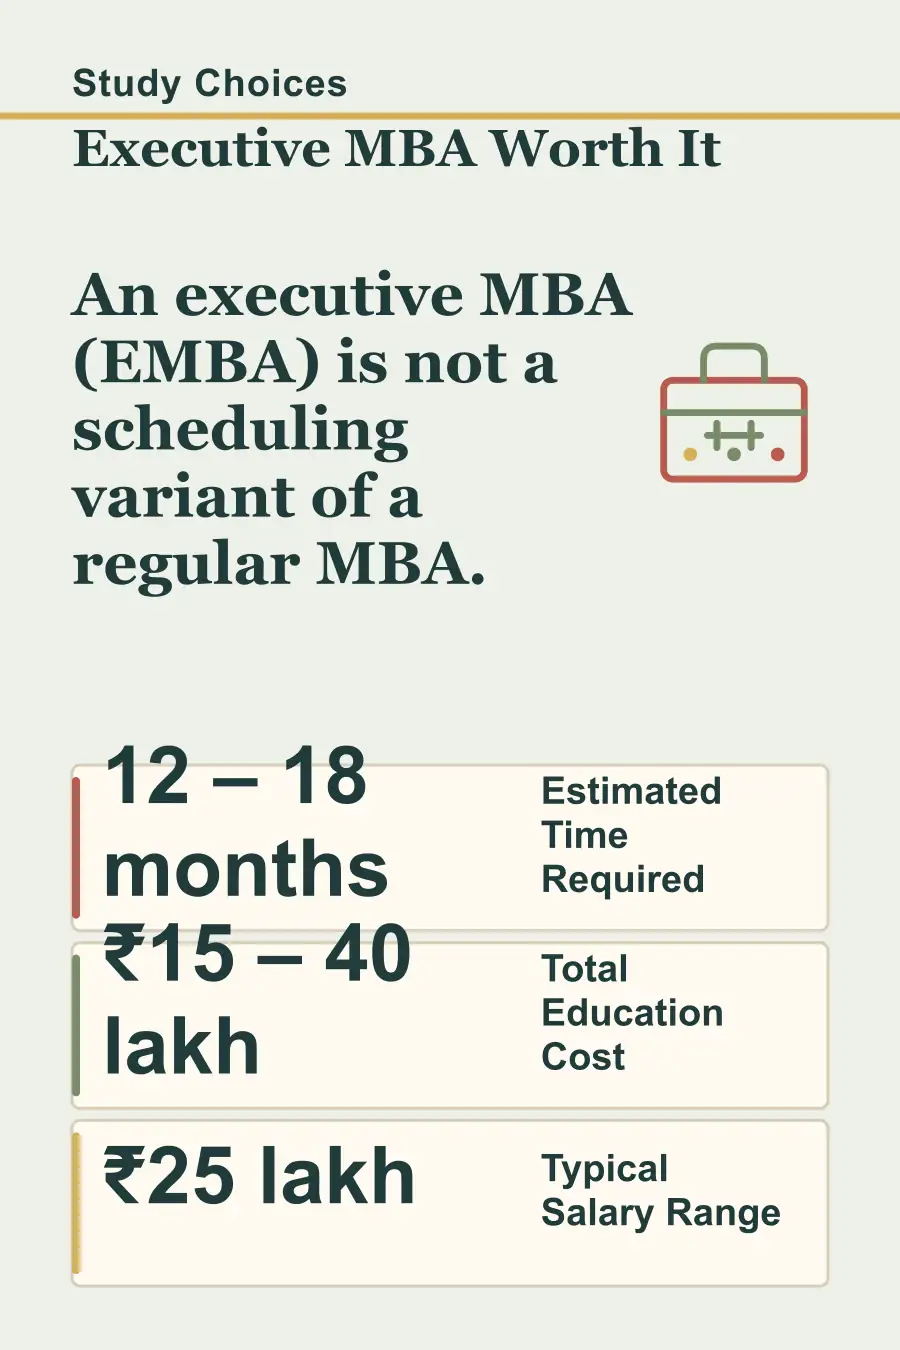 Study Choices
Executive MBA Worth It
An executive MBA
(EMBA) is not a
scheduling
variant of a
regular MBA.
12 – 18
months
Estimated
Time
Required
₹15 – 40
lakh
Total
Education
Cost
₹25 lakh
Typical
Salary Range